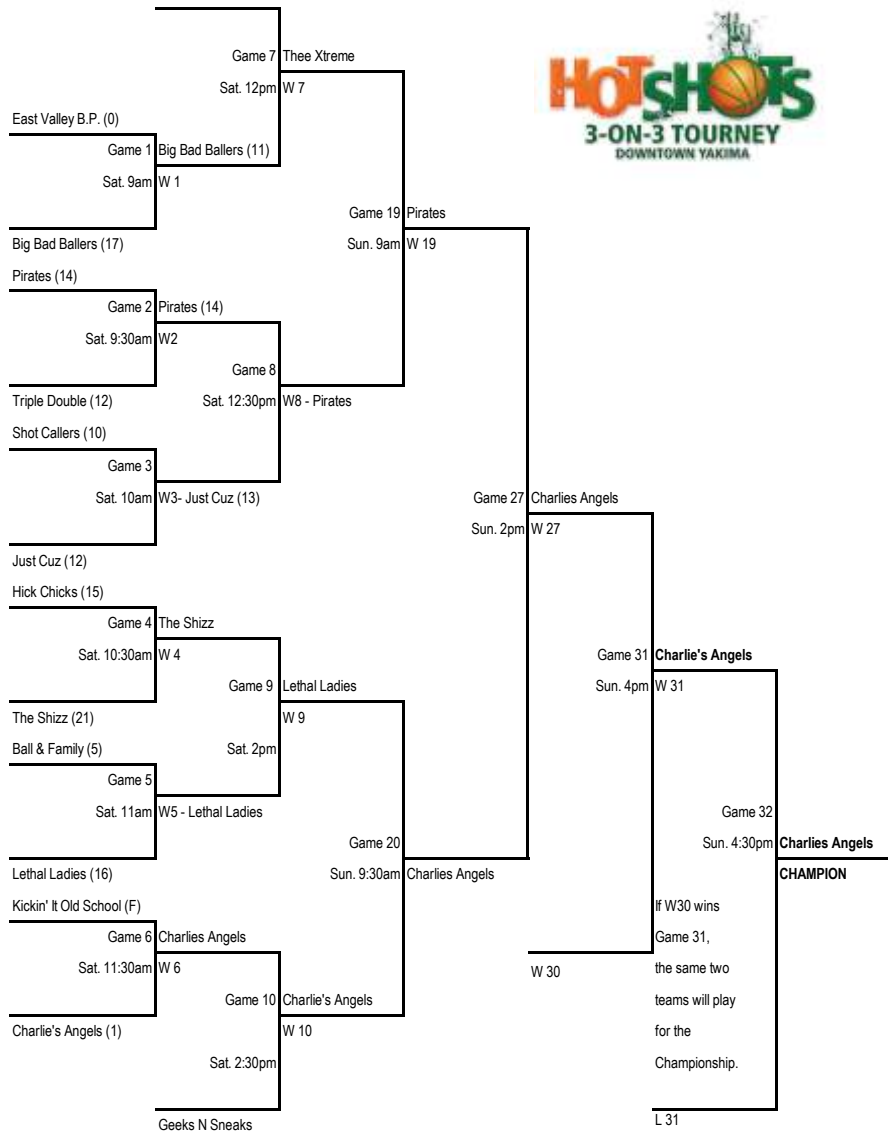 HOTSHOTS
3-ON-3 TOURNEY
DOWNTOWN YAKIMA
Game 7 Thee Xtreme
Sat. 12pm W 7
East Valley B.P. (0)
Game 1 Big Bad Ballers (11)
Sat. 9am W 1
Game 19 Pirates
Big Bad Ballers (17)
Sun. 9am W 19
Pirates (14)
Game 2 Pirates (14)
Sat. 9:30am W2
Game 8
Triple Double (12)
Sat. 12:30pm W8 - Pirates
Shot Callers (10)
Game 3
Sat. 10am W3- Just Cuz (13)
Game 27 Charlies Angels
Sun. 2pm W 27
Just Cuz (12)
Hick Chicks (15)
Game 4 The Shizz
Sat. 10:30am W 4
Game 31 Charlie's Angels
Game 9 Lethal Ladies
Sun. 4pm W 31
The Shizz (21)
W 9
Ball & Family (5)
Sat. 2pm
Game 5
Sat. 11am W5 - Lethal Ladies
Game 32
Game 20
Sun. 4:30pm Charlies Angels
Lethal Ladies (16)
Sun. 9:30am Charlies Angels
CHAMPION
Kickin' It Old School (F)
If W30 wins
Game 6 Charlies Angels
Game 31,
Sat. 11:30am W 6
W 30
the same two
Game 10 Charlie's Angels
teams will play
Charlie's Angels (1)
W 10
for the
Sat. 2:30pm
Championship.
Geeks N Sneaks
L 31